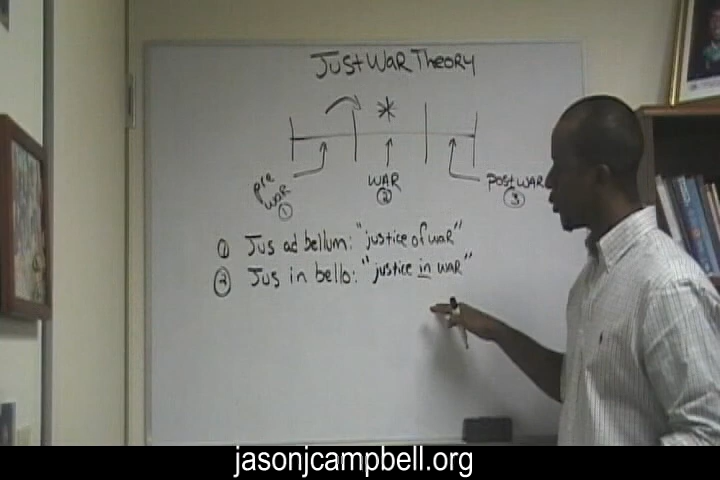 Just War Theory
*
pre war ①
WAR ②
post WAR ③
① Jus ad bellum: "justice of war"
② Jus in bello: "justice in WAR"
jasonjcampbell.org